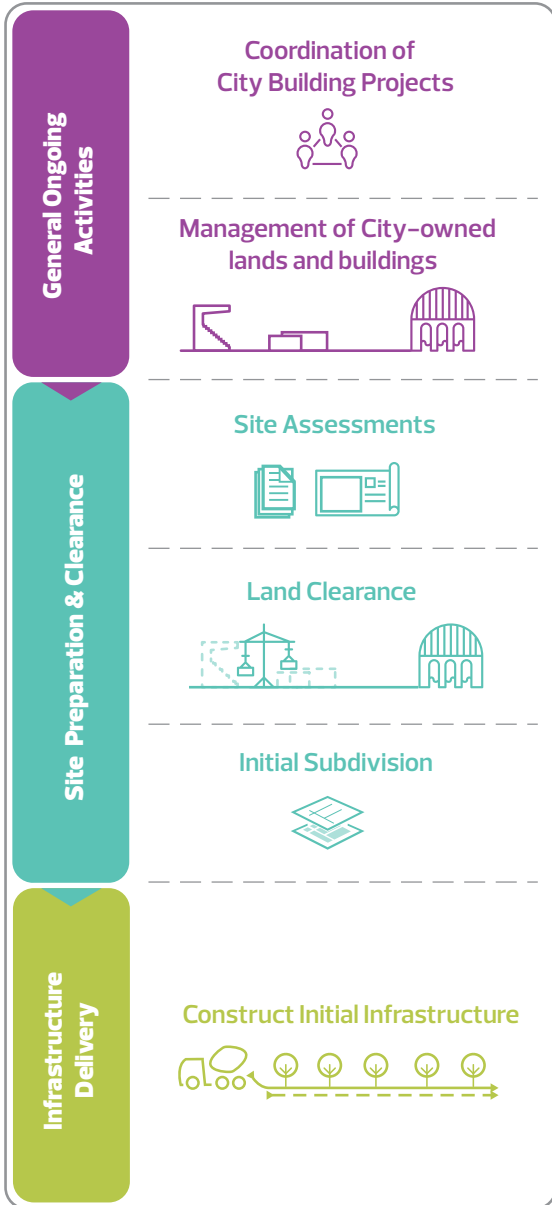 General Ongoing
Activities
Coordination of
City Building Projects
Management of City-owned
lands and buildings
Site Preparation & Clearance
Site Assessments
Land Clearance
Initial Subdivision
Infrastructure
Delivery
Construct Initial Infrastructure